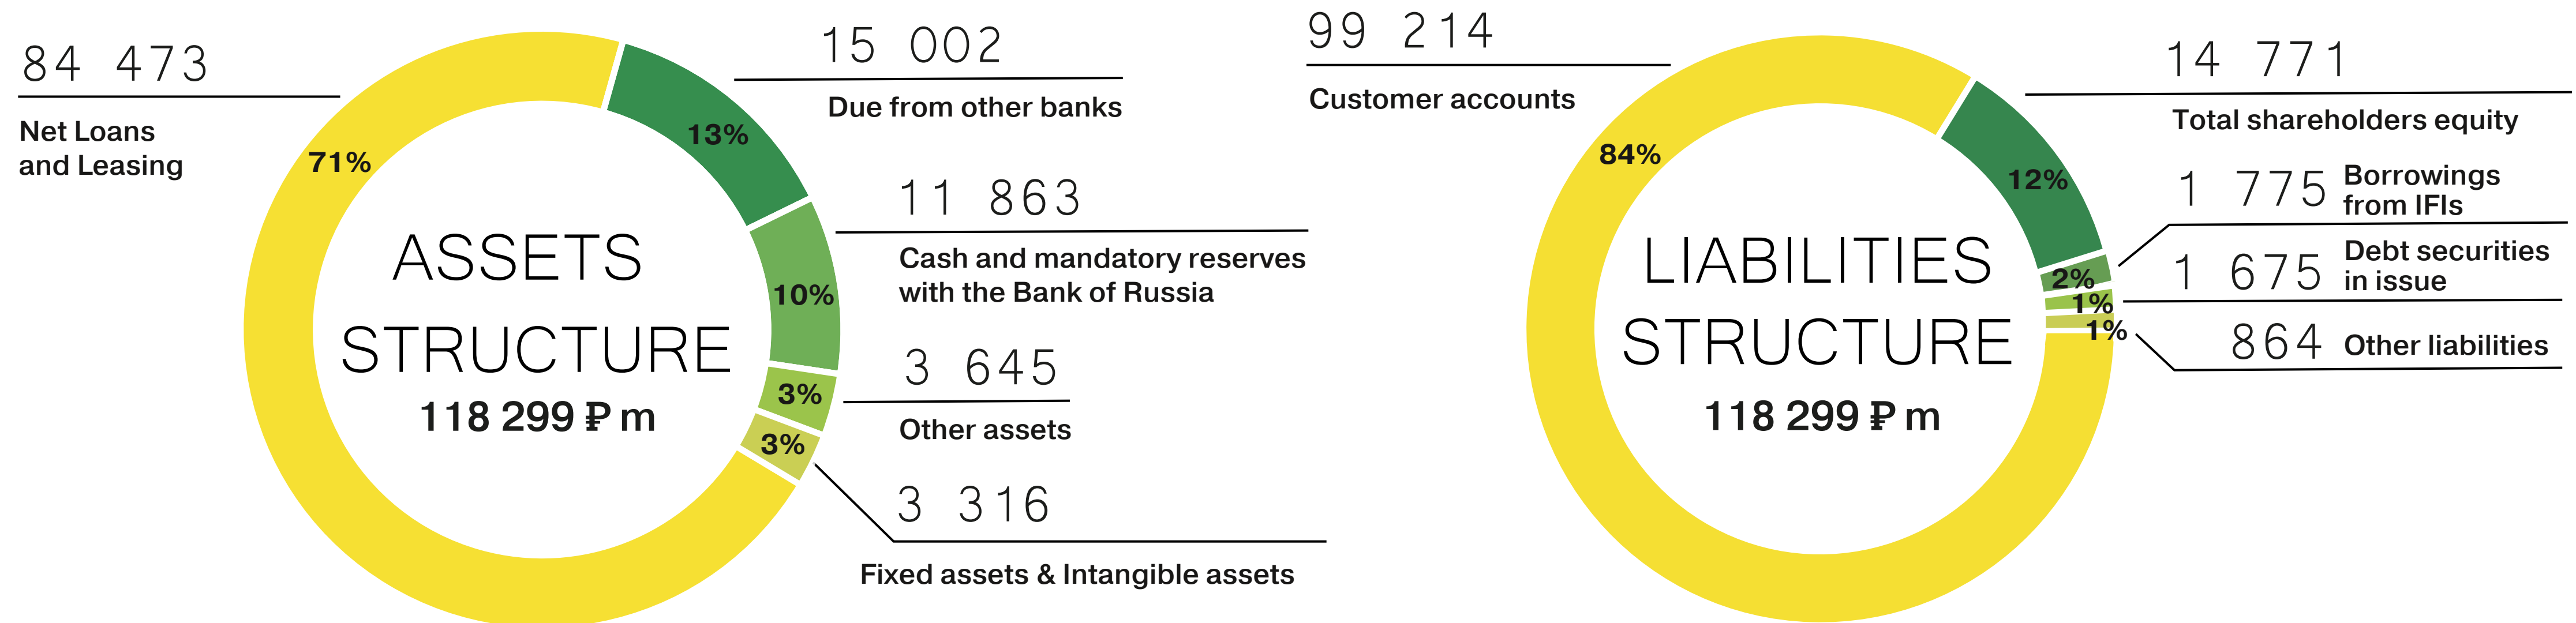 84 473
Net Loans
and Leasing
71%
ASSETS
STRUCTURE
118 299 ₽ m
15 002
Due from other banks
13%
11 863
Cash and mandatory reserves
with the Bank of Russia
10%
3 645
Other assets
3%
3 316
Fixed assets & Intangible assets
3%
99 214
Customer accounts
84%
LIABILITIES
STRUCTURE
118 299 ₽ m
14 771
Total shareholders equity
12%
1 775
Borrowings
from IFIs
2%
1 675
Debt securities
in issue
1%
864
Other liabilities
1%